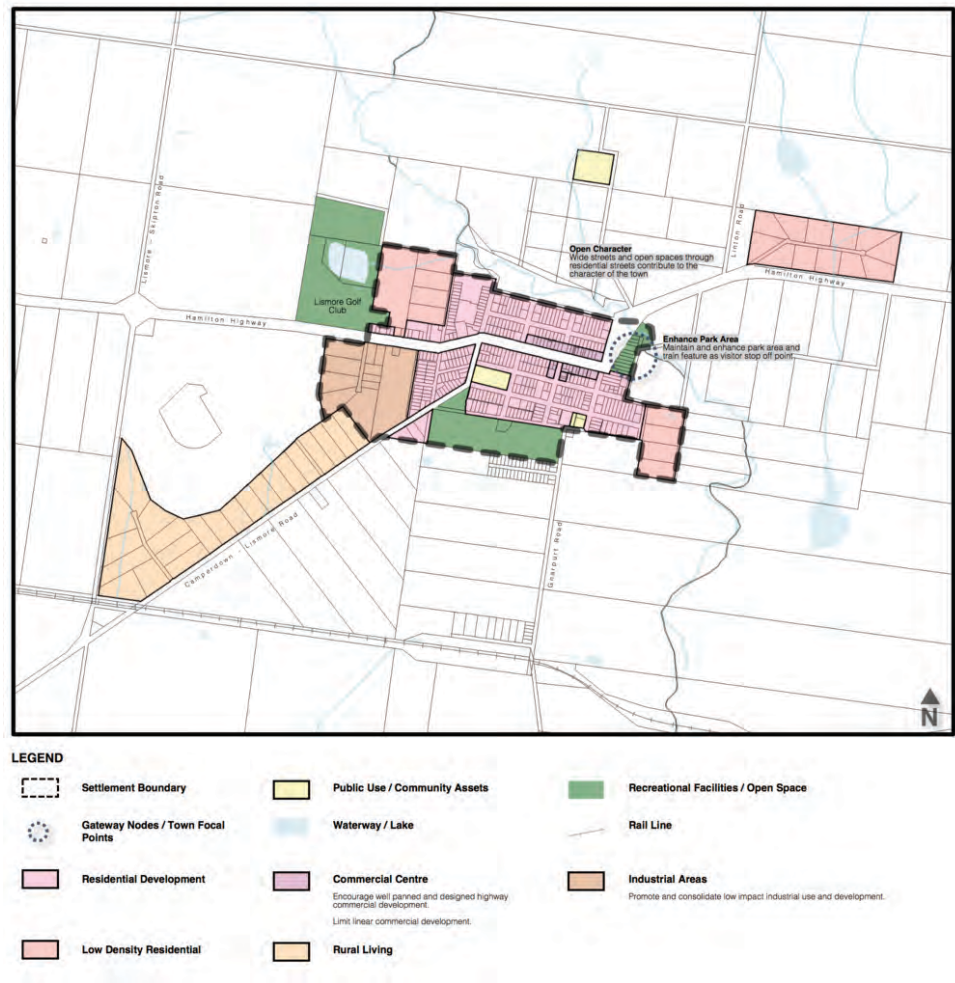 Lismore – Skipton Road
Linton Road
Open Character
Wide streets and open spaces through
residential streets contribute to the
character of the town
Hamilton Highway
Lismore Golf
Club
Hamilton Highway
Enhance Park Area
Maintain and enhance park area and
train feature as visitor stop off point.
Camperdown - Lismore Road
Gnarpurt Road
N
LEGEND
Settlement Boundary
Public Use / Community Assets
Recreational Facilities / Open Space
Gateway Nodes / Town Focal
Points
Waterway / Lake
Rail Line
Residential Development
Commercial Centre
Encourage well panned and designed highway
commercial development.
Limit linear commercial development.
Industrial Areas
Promote and consolidate low impact industrial use and development.
Low Density Residential
Rural Living